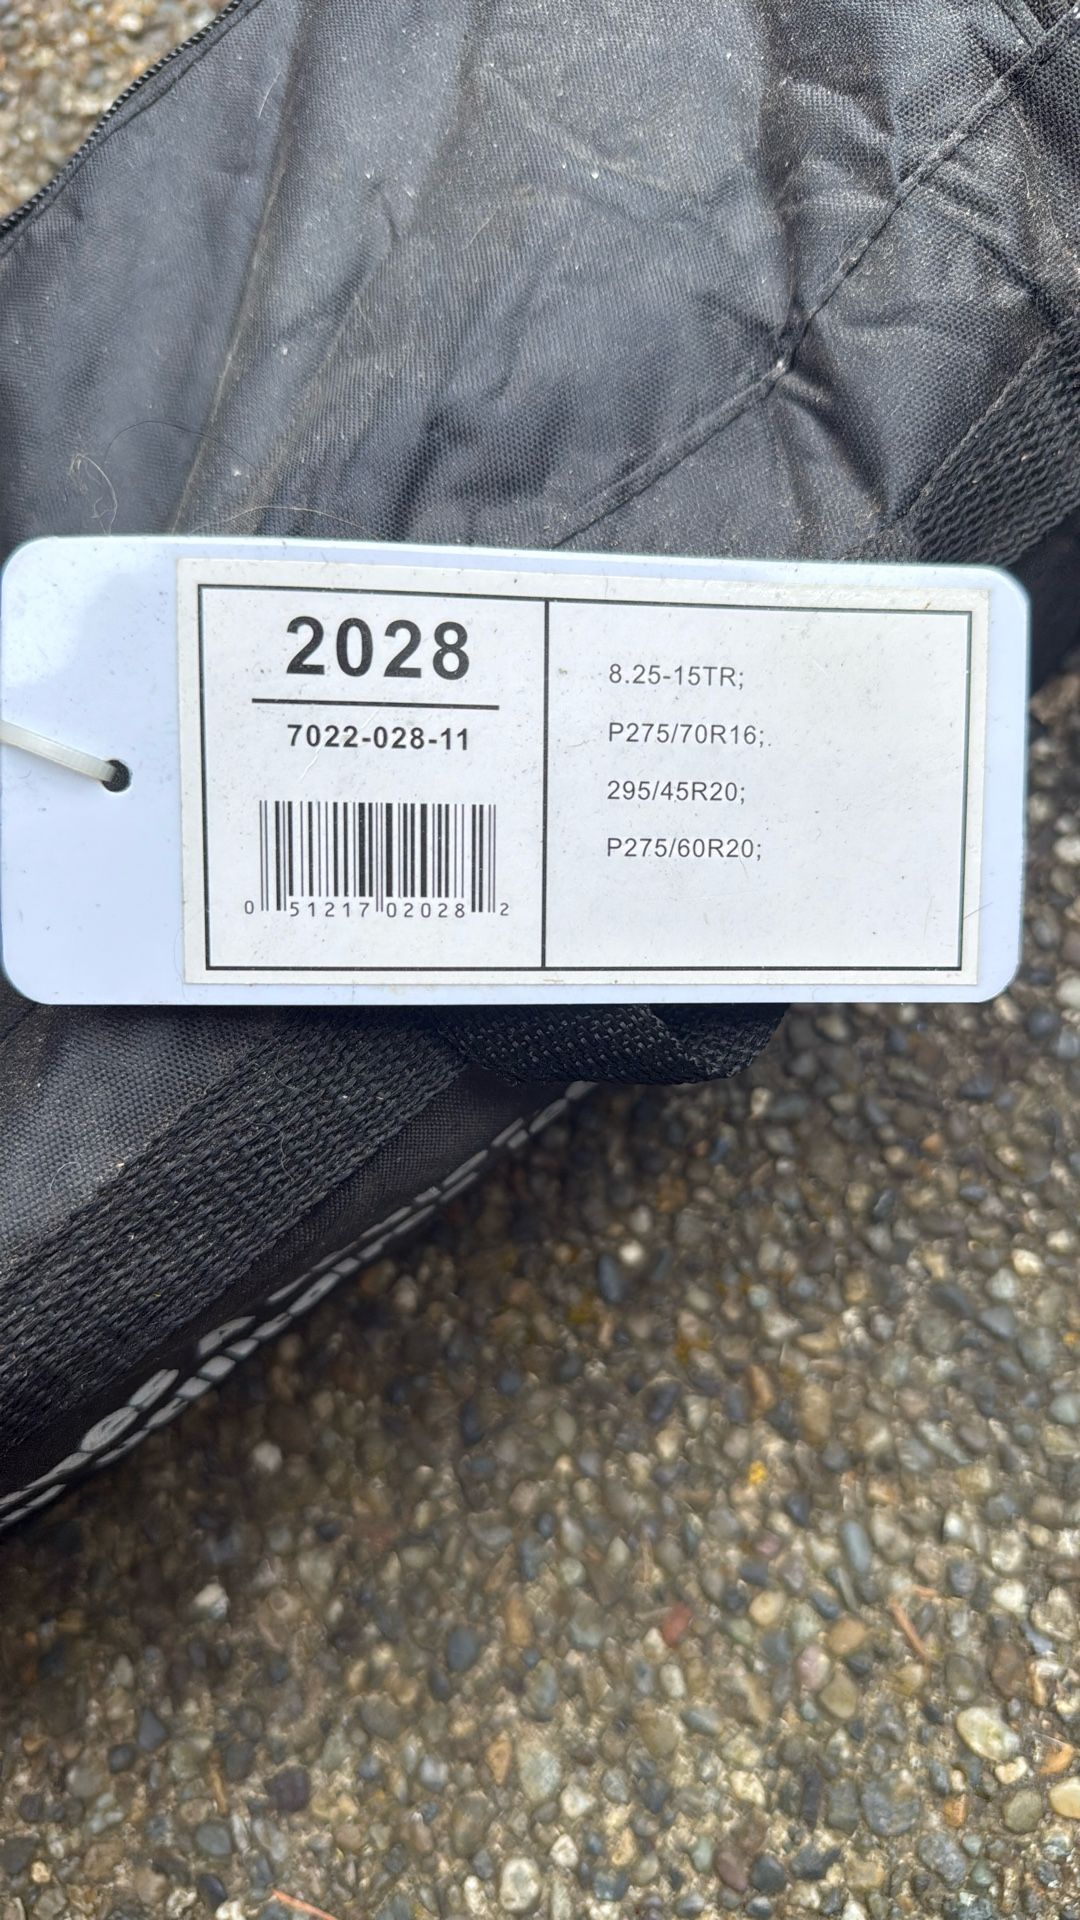 2028
7022-028-11
0 51217 02028 2
8.25-15TR;
P275/70R16;.
295/45R20;
P275/60R20;